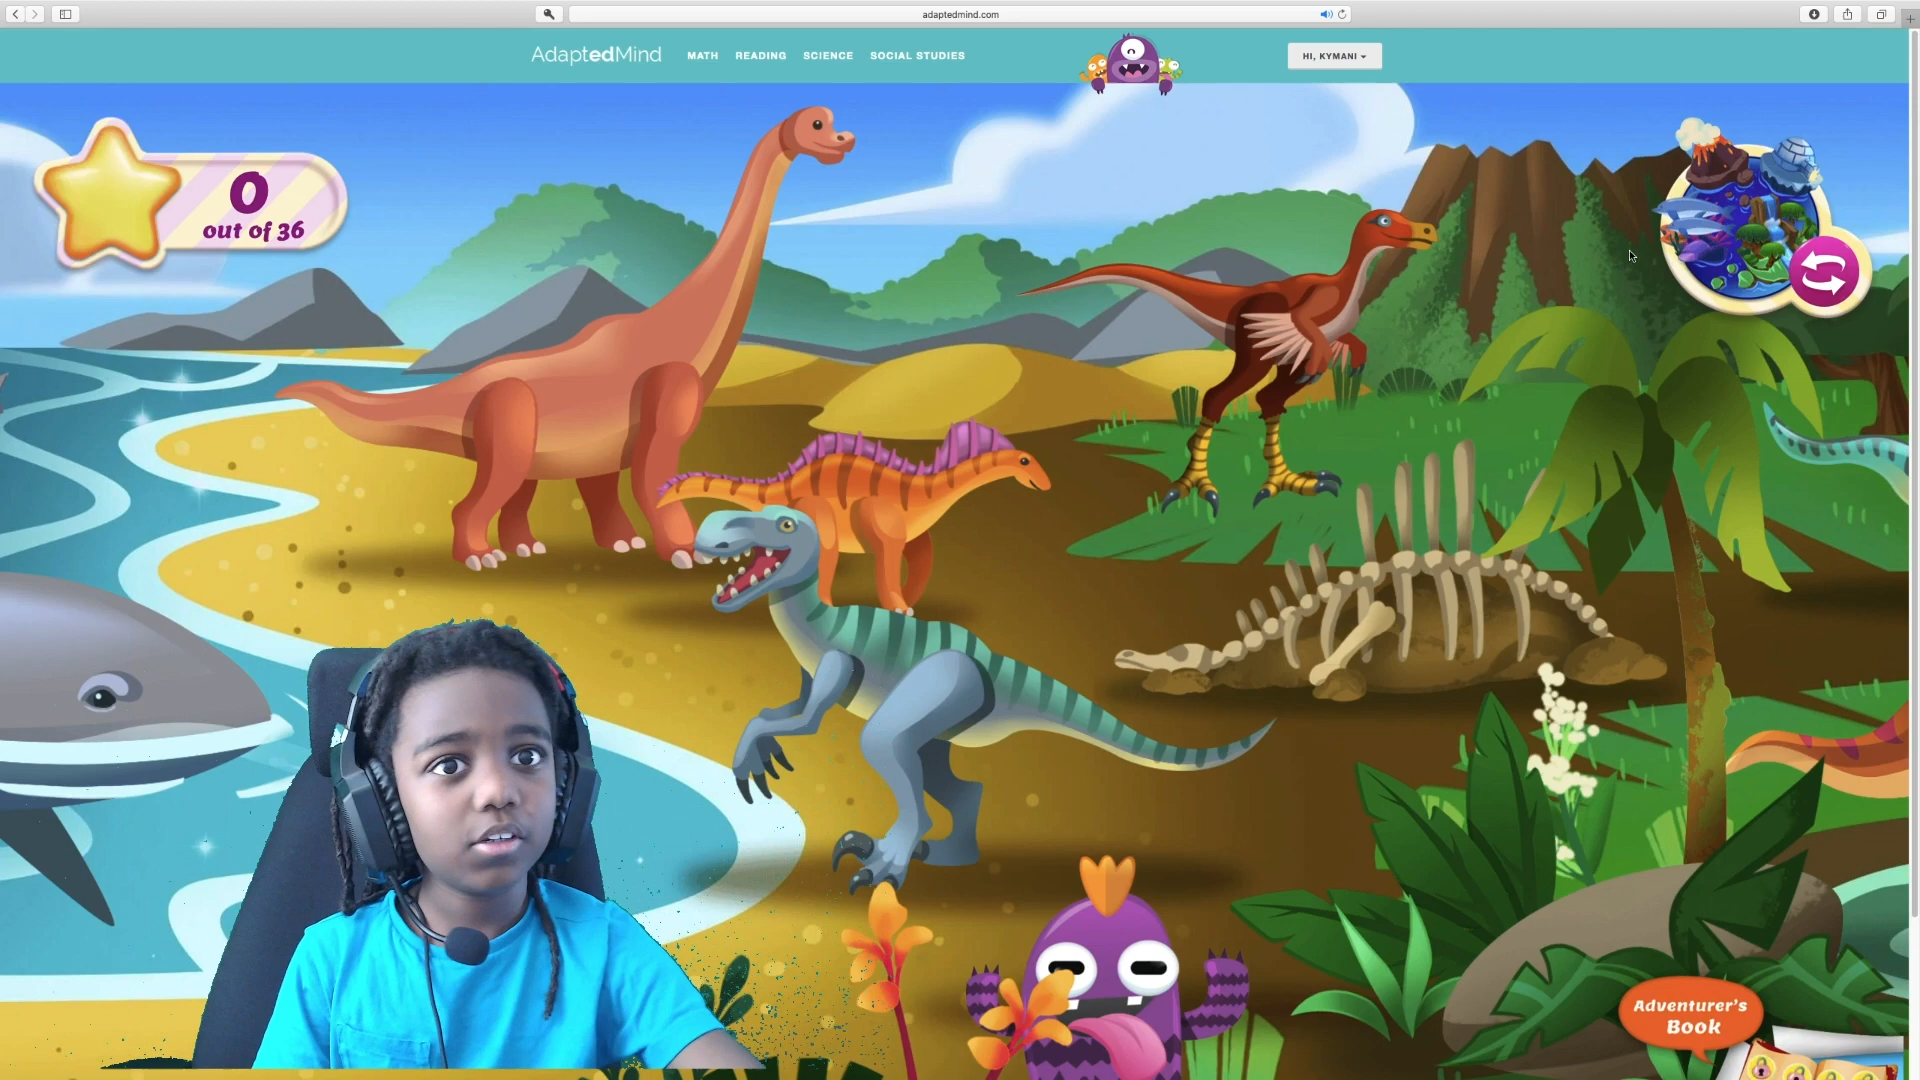 adaptedmind.com
AdaptedMind MATH READING SCIENCE SOCIAL STUDIES HI, KYMANI
0
out of 36
Adventurer's
Book